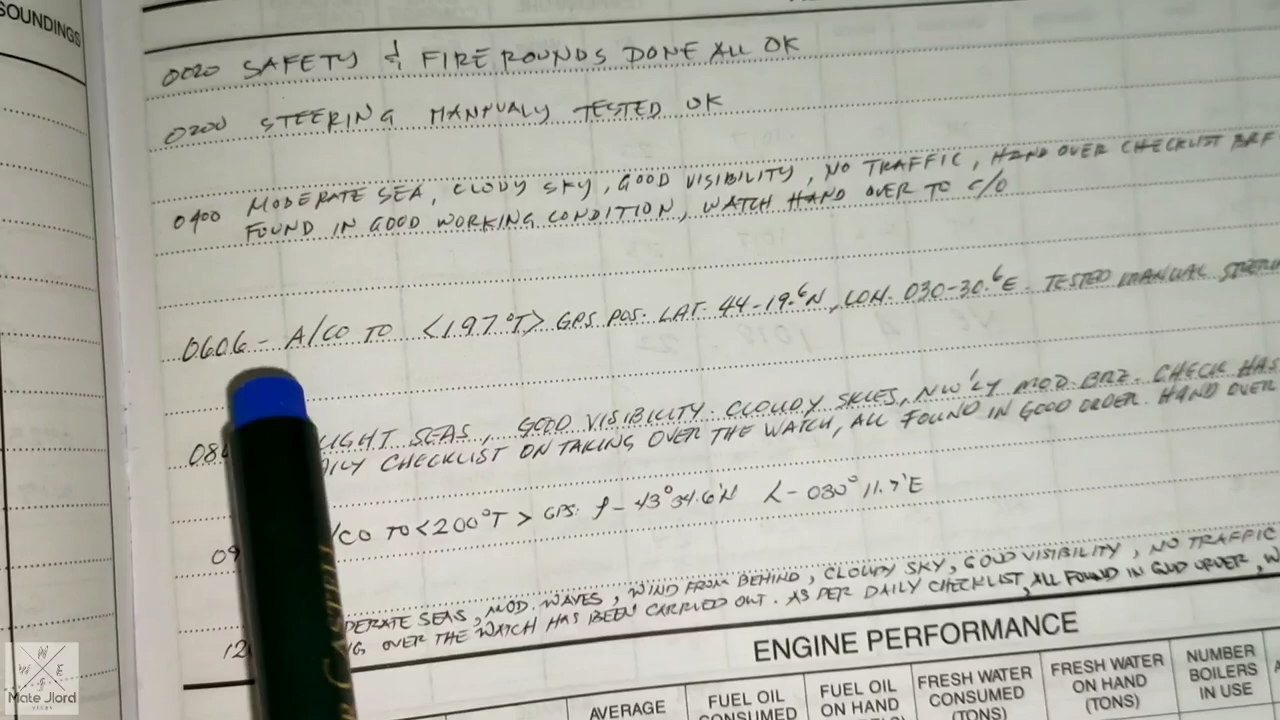 SOUNDINGS
0020 SAFETY & FIRE ROUNDS DONE ALL OK
0200 STEERING MANYUALY TESTED OK
0400 MODERATE SEA, CLODY SKY, GOOD VISIBILITY, NO TRAFFIC, HAND OVER CHECKLIST BRF
FOUND IN GOOD WORKING CONDITION, WATCH HAND OVER TO C/O
0606 - A/CO TO <197°T> GPS POS. LAT. 44-19.6N, LON. 030-30.6E. TESTED MANUAL
LIGHT SEAS, GOOD VISIBILITY. CLOUDY SKIES, NW'LY MOD. BRZ. CHECK HAS
DAILY CHECKLIST ON TAKING OVER THE WATCH, ALL FOUND IN GOOD ORDER. HAND OVER
/CO TO <200°T> GPS: φ - 43°34.6'N λ - 030°11.7'E
DERATE SEAS, MOD. WAVES, WIND FROM BEHIND, CLOUDY SKY, GOOD VISIBILITY, NO TRAFFIC
NG OVER THE WATCH HAS BEEN CARRIED OUT. AS PER DAILY CHECKLIST, ALL FOUND IN GOOD ORDER, W
ENGINE PERFORMANCE
AVERAGE
FUEL OIL CONSUMED
FUEL OIL ON HAND
FRESH WATER CONSUMED (TONS)
FRESH WATER ON HAND (TONS)
NUMBER BOILERS IN USE
Mate Jlord